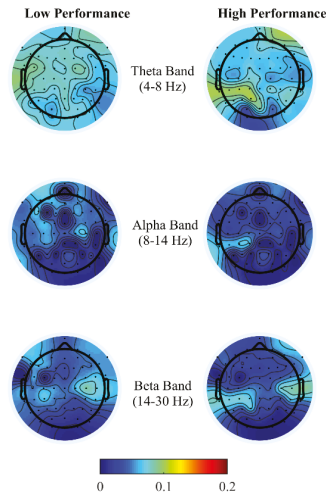 Low Performance
High Performance
Theta Band
(4-8 Hz)
Alpha Band
(8-14 Hz)
Beta Band
(14-30 Hz)
0 0.1 0.2